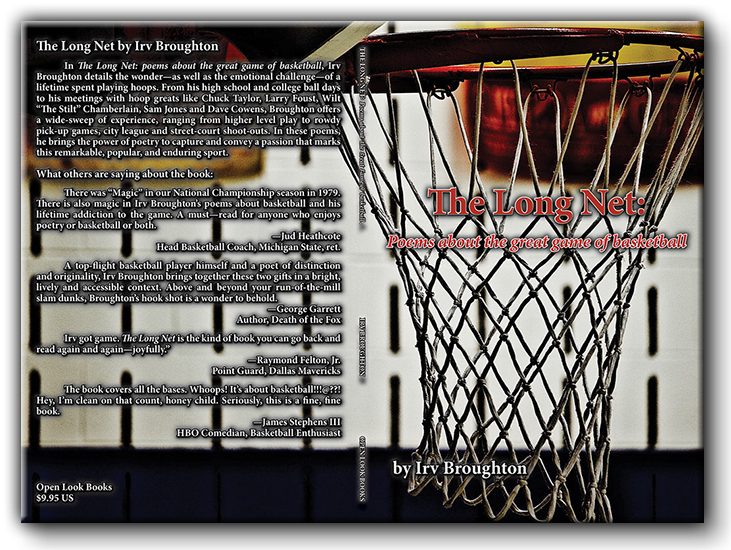 The Long Net by Irv Broughton
In The Long Net: poems about the great game of basketball, Irv
Broughton details the wonder—as well as the emotional challenge—of a
lifetime spent playing hoops. From his high school and college ball days
to his meetings with hoop greats like Chuck Taylor, Larry Foust, Wilt
"The Stilt" Chamberlain, Sam Jones and Dave Cowens, Broughton offers
a wide-sweep of experience, ranging from higher level play to rowdy
pick-up games, city league and street-court shoot-outs. In these poems,
he brings the power of poetry to capture and convey a passion that marks
this remarkable, popular, and enduring sport.
What others are saying about the book:
There was "Magic" in our National Championship season in 1979.
There is also magic in Irv Broughton's poems about basketball and his
lifetime addiction to the game. A must—read for anyone who enjoys
poetry or basketball or both.
—Jud Heathcote
Head Basketball Coach, Michigan State, ret.
A top-flight basketball player himself and a poet of distinction
and originality, Irv Broughton brings together these two gifts in a bright,
lively and accessible context. Above and beyond your run-of-the-mill
slam dunks, Broughton's hook shot is a wonder to behold.
—George Garrett
Author, Death of the Fox
Irv got game. The Long Net is the kind of book you can go back and
read again and again—joyfully."
—Raymond Felton, Jr.
Point Guard, Dallas Mavericks
The book covers all the bases. Whoops! It's about basketball!!!@??!
Hey, I'm clean on that count, honey child. Seriously, this is a fine, fine
book.
—James Stephens III
HBO Comedian, Basketball Enthusiast
Open Look Books
$9.95 US
THE LONG NET:
IRV BROUGHTON
OPEN LOOK BOOKS
The Long Net:
Poems about the great game of basketball
by Irv Broughton